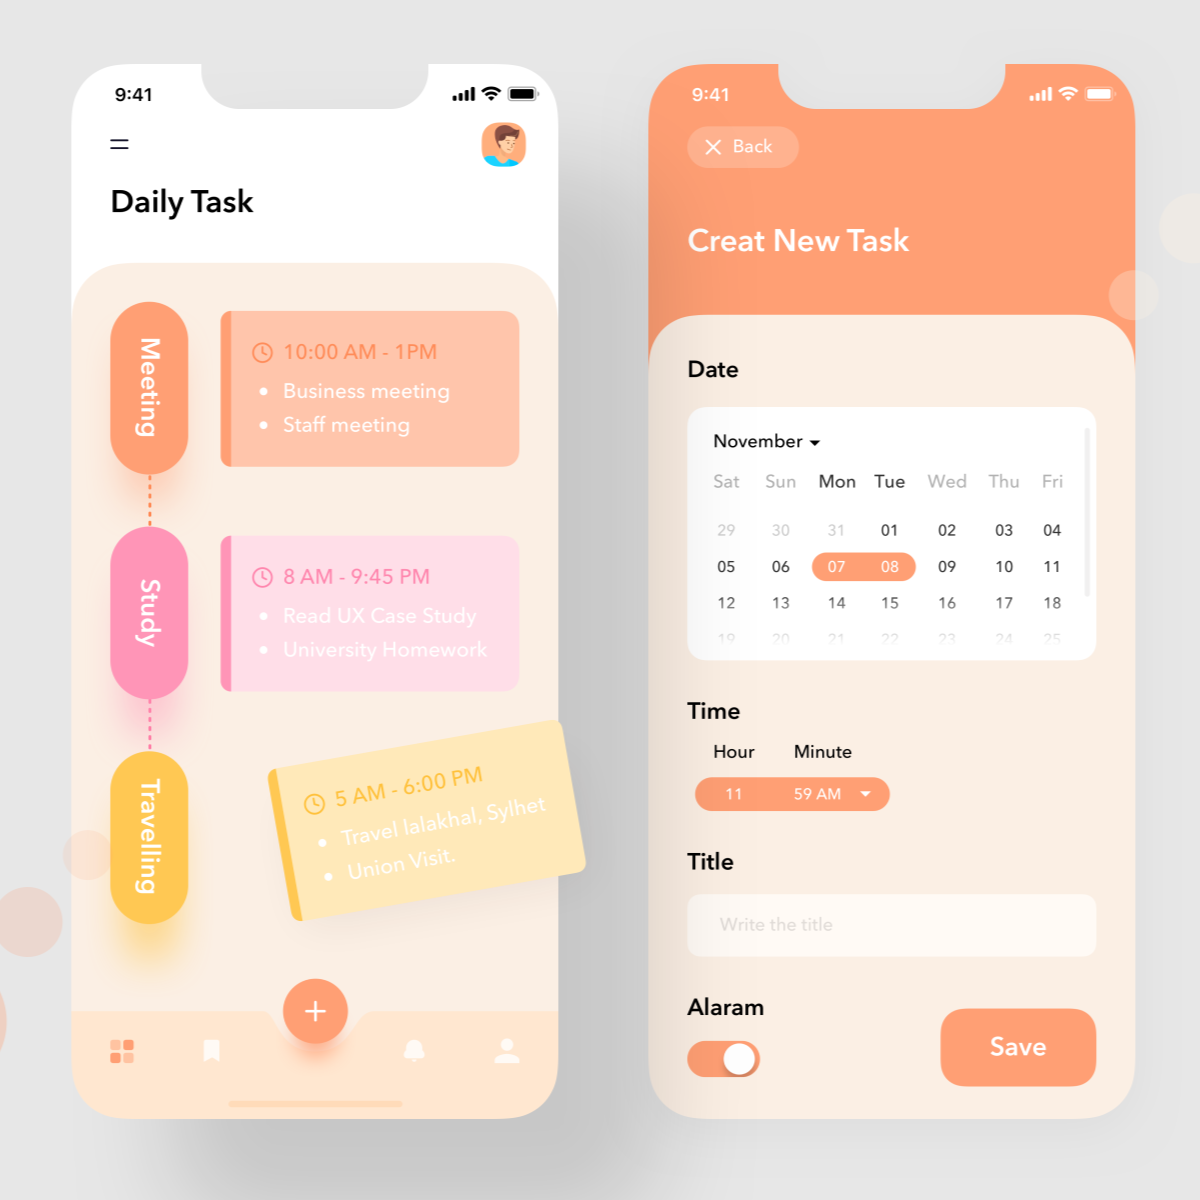 9:41
Daily Task
Meeting
10:00 AM - 1PM
Business meeting
Staff meeting
Study
8 AM - 9:45 PM
Read UX Case Study
University Homework
Travelling
5 AM - 6:00 PM
Travel lalakhal, Sylhet
Union Visit.
9:41
Back
Creat New Task
Date
November
Sat Sun Mon Tue Wed Thu Fri
29 30 31 01 02 03 04
05 06 07 08 09 10 11
12 13 14 15 16 17 18
19 20 21 22 23 24 25
Time
Hour Minute
11 59 AM
Title
Write the title
Alaram
Save